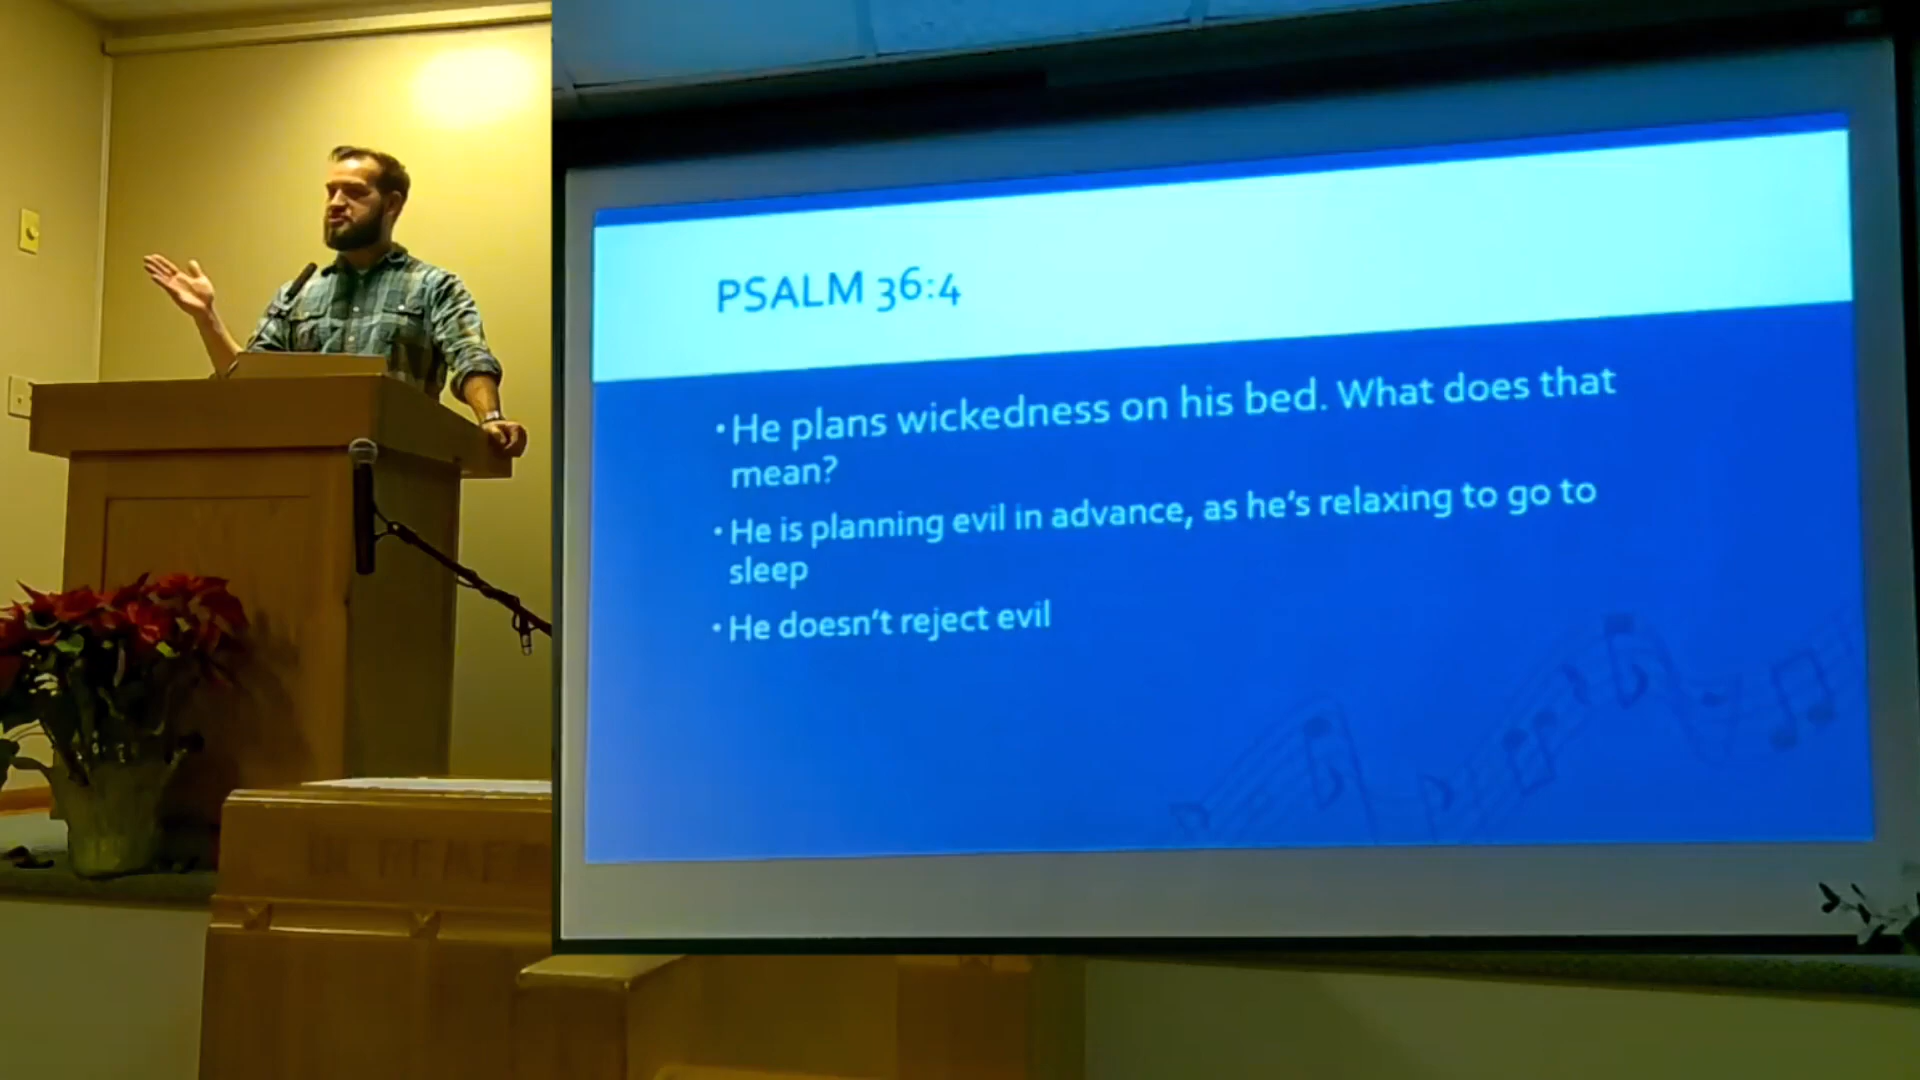 PSALM 36:4
•He plans wickedness on his bed. What does that
mean?
•He is planning evil in advance, as he's relaxing to go to
sleep
•He doesn't reject evil
IN